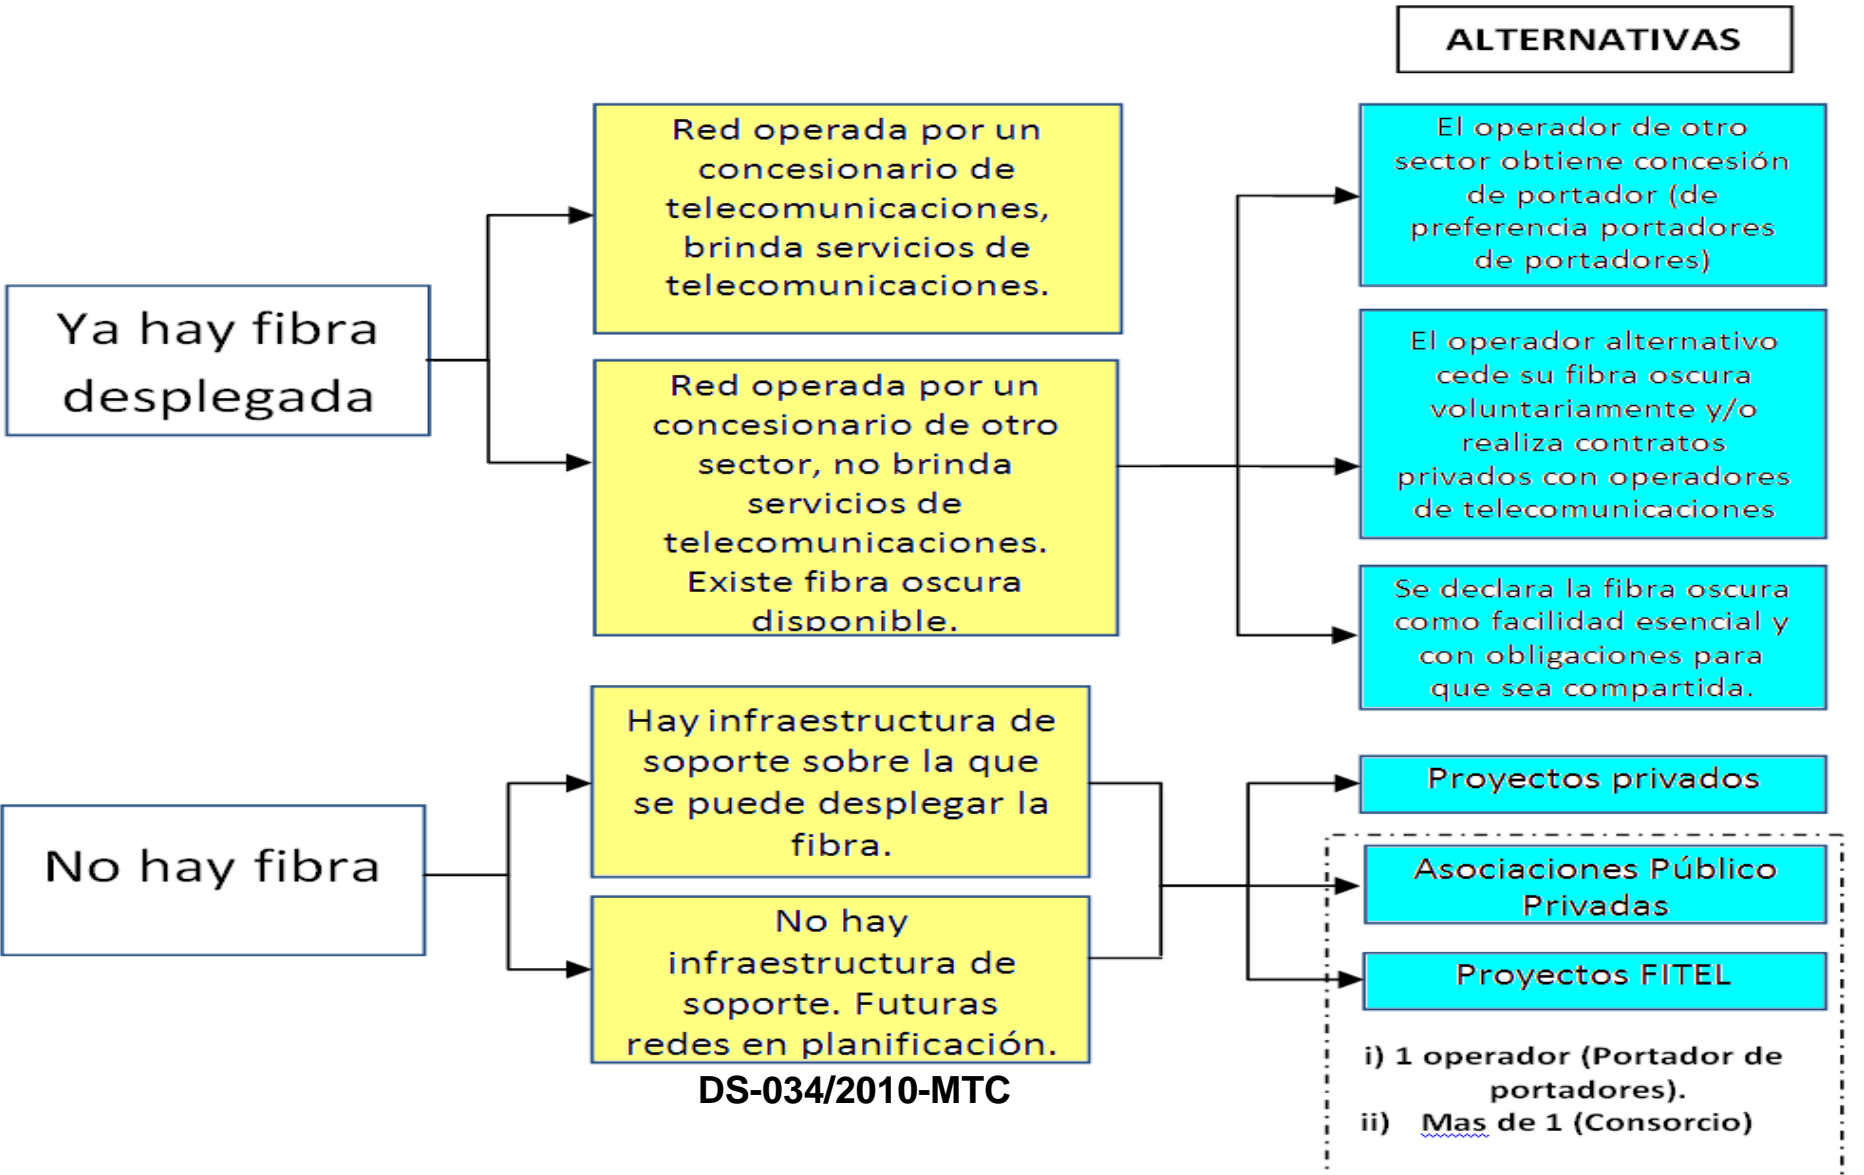 ALTERNATIVAS
Ya hay fibra
desplegada
Red operada por un
concesionario de
telecomunicaciones,
brinda servicios de
telecomunicaciones.
Red operada por un
concesionario de otro
sector, no brinda
servicios de
telecomunicaciones.
Existe fibra oscura
disponible.
El operador de otro
sector obtiene concesión
de portador (de
preferencia portadores
de portadores)
El operador alternativo
cede su fibra oscura
voluntariamente y/o
realiza contratos
privados con operadores
de telecomunicaciones
Se declara la fibra oscura
como facilidad esencial y
con obligaciones para
que sea compartida.
No hay fibra
Hay infraestructura de
soporte sobre la que
se puede desplegar la
fibra.
No hay
infraestructura de
soporte. Futuras
redes en planificación.
DS-034/2010-MTC
Proyectos privados
Asociaciones Público
Privadas
Proyectos FITEL
i) 1 operador (Portador de
portadores).
ii) Mas de 1 (Consorcio)